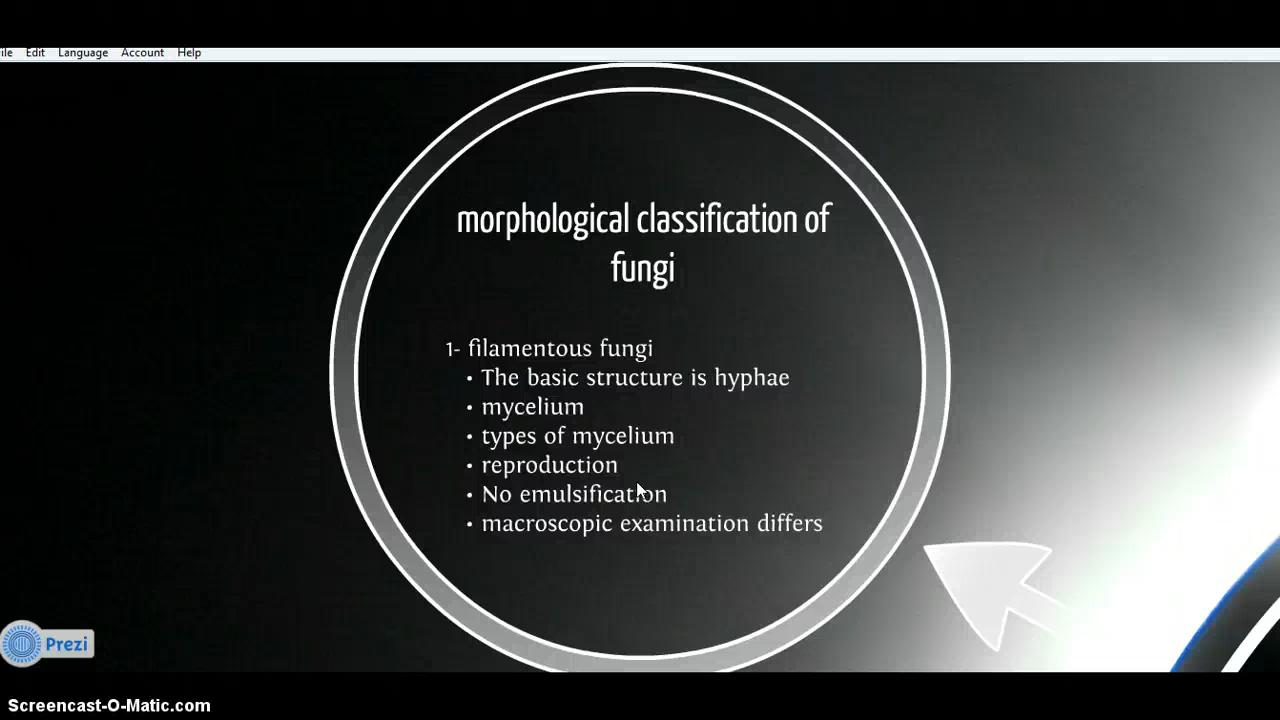 ile Edit Language Account Help
morphological classification of
fungi
1- filamentous fungi
• The basic structure is hyphae
• mycelium
• types of mycelium
• reproduction
• No emulsification
• macroscopic examination differs
Prezi
Screencast-O-Matic.com